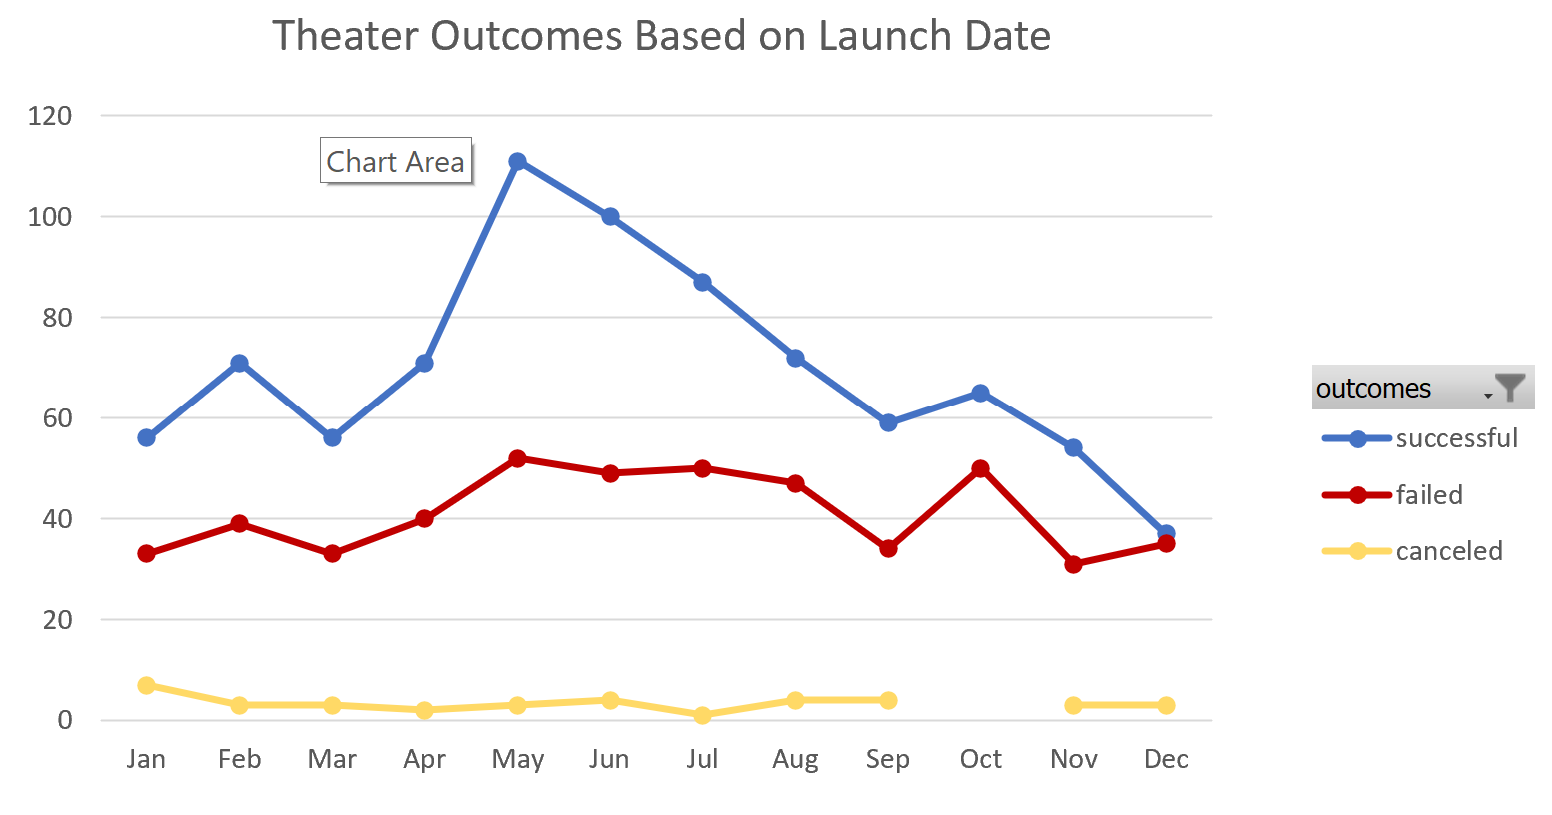 Theater Outcomes Based on Launch Date
120
Chart Area
100
80
60
40
20
0
Jan Feb Mar Apr May Jun Jul Aug Sep Oct Nov Dec
outcomes
successful
failed
canceled